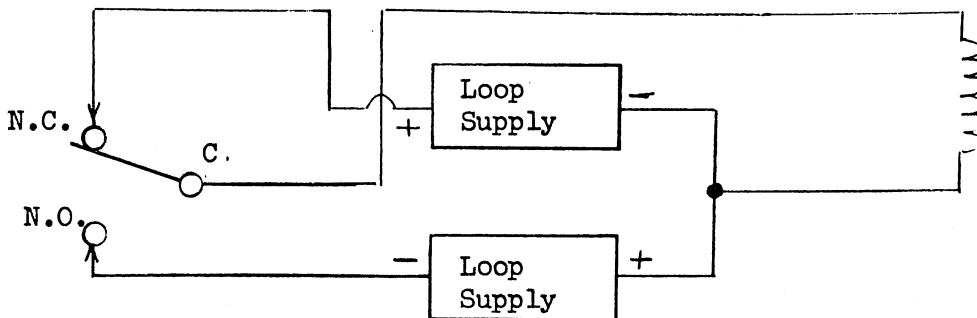 Loop
Supply
+
-
N.C.
C.
N.O.
-
Loop
Supply
+